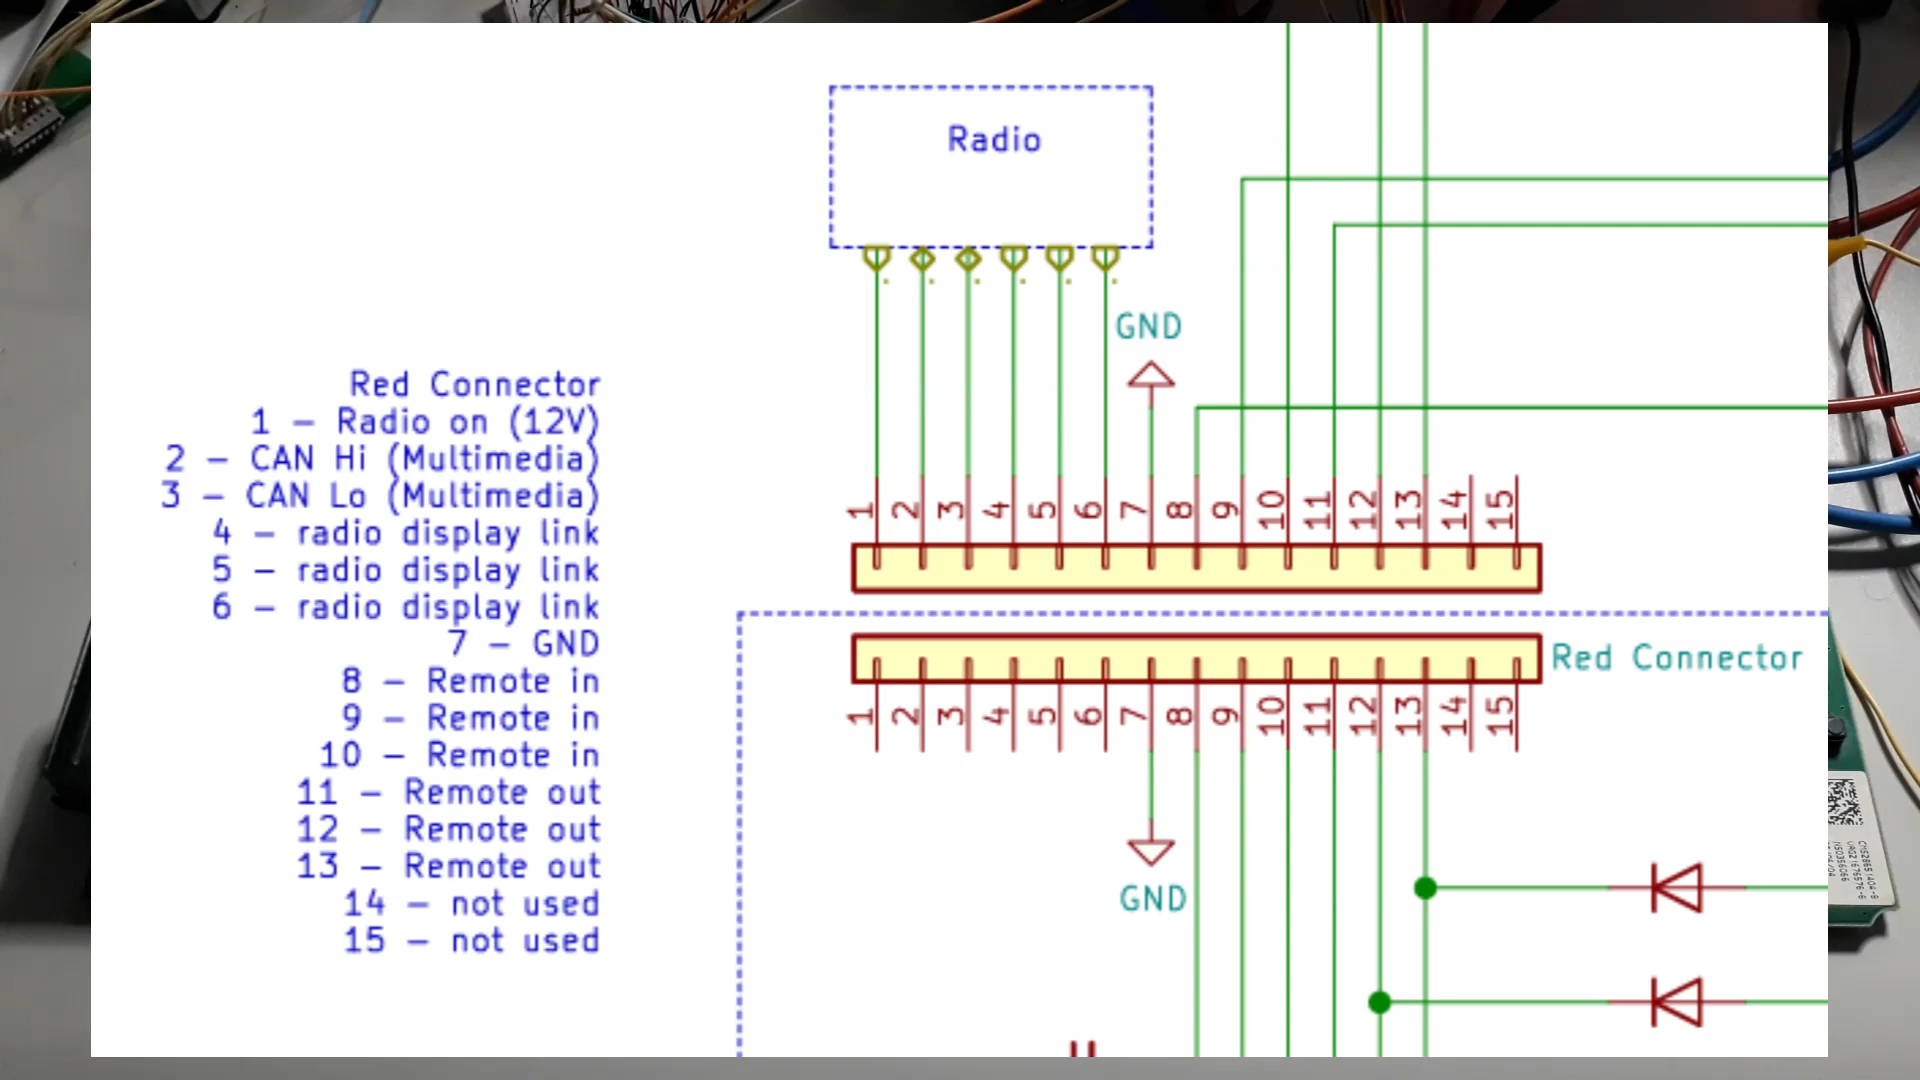 Radio
GND
Red Connector
1 – Radio on (12V)
2 – CAN Hi (Multimedia)
3 – CAN Lo (Multimedia)
4 – radio display link
5 – radio display link
6 – radio display link
7 – GND
8 – Remote in
9 – Remote in
10 – Remote in
11 – Remote out
12 – Remote out
13 – Remote out
14 – not used
15 – not used
1 2 3 4 5 6 7 8 9 10 11 12 13 14 15
Red Connector
1 2 3 4 5 6 7 8 9 10 11 12 13 14 15
GND